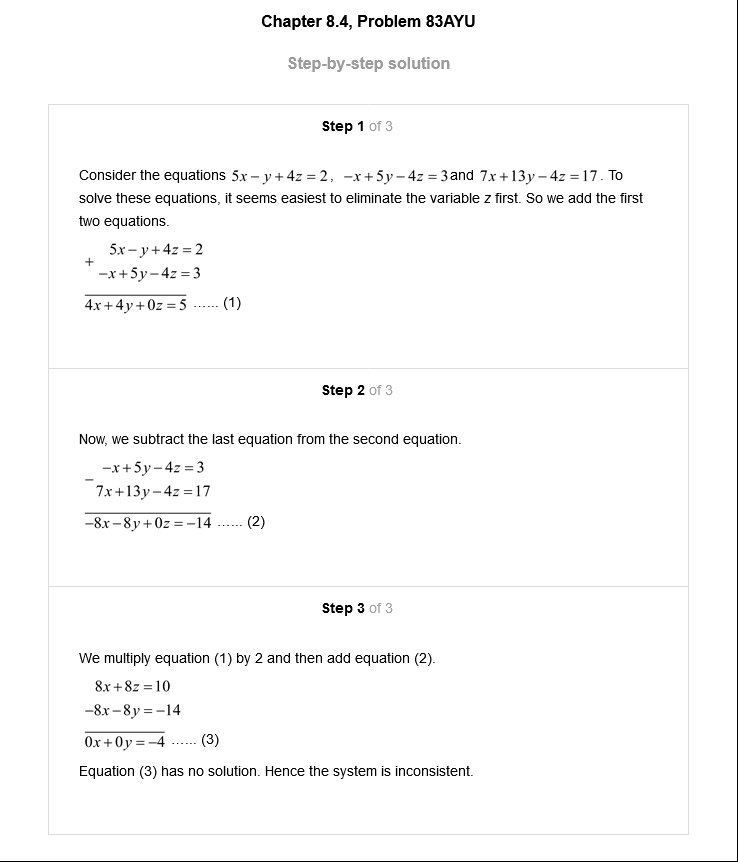 Chapter 8.4, Problem 83AYU
Step-by-step solution
Step 1 of 3
Consider the equations 5x − y + 4z = 2, −x + 5y − 4z = 3 and 7x + 13y − 4z = 17. To
solve these equations, it seems easiest to eliminate the variable z first. So we add the first
two equations.
5x − y + 4z = 2
+
−x + 5y − 4z = 3
4x + 4y + 0z = 5 ...... (1)
Step 2 of 3
Now, we subtract the last equation from the second equation.
−x + 5y − 4z = 3
−
7x + 13y − 4z = 17
−8x − 8y + 0z = −14 ...... (2)
Step 3 of 3
We multiply equation (1) by 2 and then add equation (2).
8x + 8z = 10
−8x − 8y = −14
0x + 0y = −4 ...... (3)
Equation (3) has no solution. Hence the system is inconsistent.